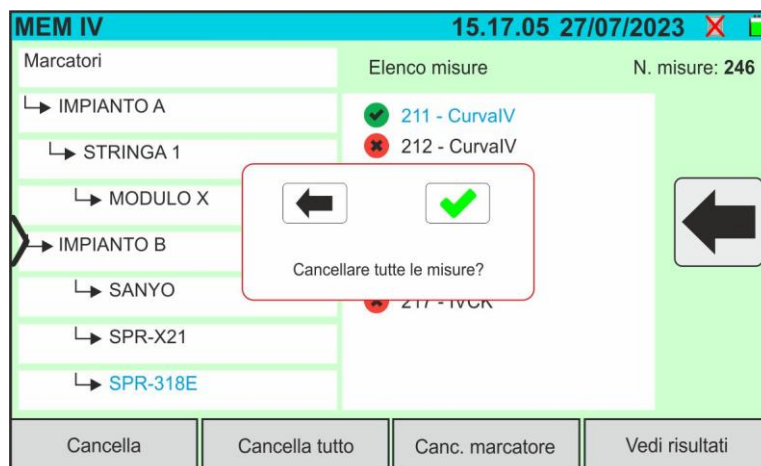 MEM IV 15.17.05 27/07/2023
Marcatori
IMPIANTO A
STRINGA 1
MODULO X
IMPIANTO B
SANYO
SPR-X21
SPR-318E
Elenco misure N. misure: 246
211 - CurvaIV
212 - CurvaIV
Cancellare tutte le misure?
217 - IVCK
Cancella Cancella tutto Canc. marcatore Vedi risultati